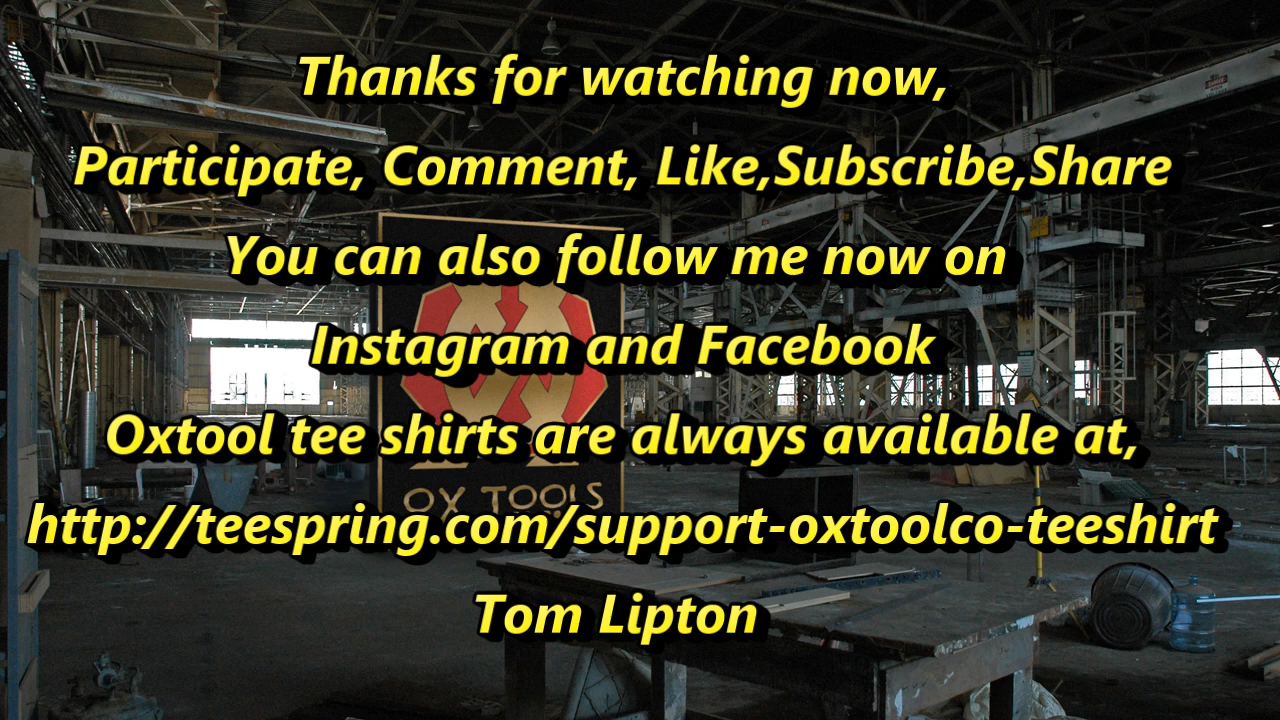 Thanks for watching now,
Participate, Comment, Like,Subscribe,Share
You can also follow me now on
Instagram and Facebook
Oxtool tee shirts are always available at,
OX TOOLS
http://teespring.com/support-oxtoolco-teeshirt
Tom Lipton